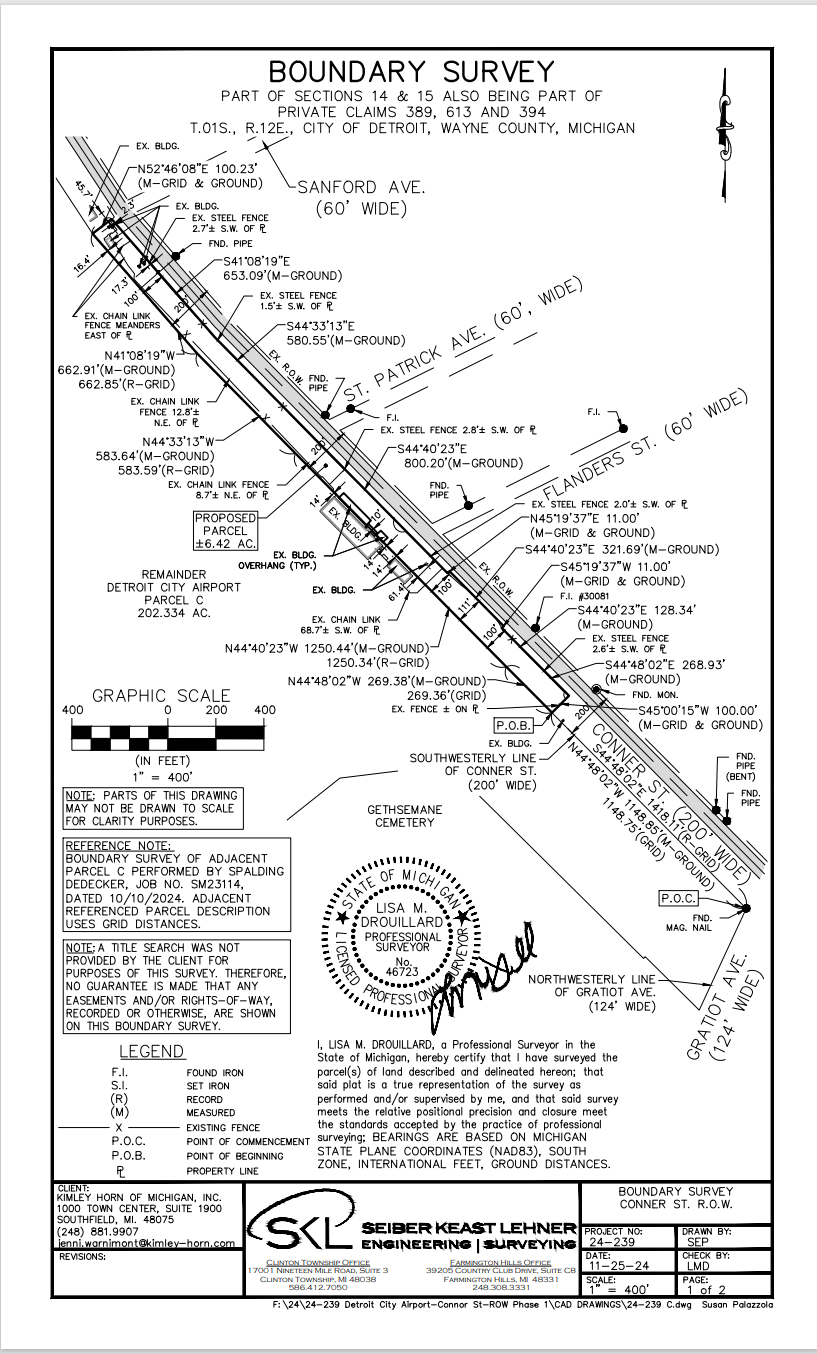 BOUNDARY SURVEY
PART OF SECTIONS 14 & 15 ALSO BEING PART OF
PRIVATE CLAIMS 389, 613 AND 394
T.01S., R.12E., CITY OF DETROIT, WAYNE COUNTY, MICHIGAN
EX. BLDG.
N52°46'08"E 100.23'
(M-GRID & GROUND)
SANFORD AVE.
(60' WIDE)
45.7'
EX. BLDG.
EX. STEEL FENCE
2.7'± S.W. OF ℄
FND. PIPE
16.4'
17.3'
100'
200'
S41°08'19"E
653.09'(M-GROUND)
EX. STEEL FENCE
1.5'± S.W. OF ℄
EX. CHAIN LINK
FENCE MEANDERS
EAST OF ℄
S44°33'13"E
580.55'(M-GROUND)
N41°08'19"W
662.91'(M-GROUND)
662.85'(R-GRID)
EX. R.O.W.
FND.
PIPE
ST. PATRICK AVE. (60', WIDE)
F.I.
EX. CHAIN LINK
FENCE 12.8'±
N.E. OF ℄
EX. STEEL FENCE 2.8'± S.W. OF ℄
F.I.
FLANDERS ST. (60' WIDE)
N44°33'13"W
583.64'(M-GROUND)
583.59'(R-GRID)
200'
S44°40'23"E
800.20'(M-GROUND)
EX. CHAIN LINK FENCE
8.7'± N.E. OF ℄
FND.
PIPE
14'
EX. BLDG.
10'
EX. STEEL FENCE 2.0'± S.W. OF ℄
PROPOSED
PARCEL
±6.42 AC.
N45°19'37"E 11.00'
(M-GRID & GROUND)
EX. BLDG.
OVERHANG (TYP.)
14'
14'
S44°40'23"E 321.69'(M-GROUND)
EX. R.O.W.
S45°19'37"W 11.00'
(M-GRID & GROUND)
REMAINDER
DETROIT CITY AIRPORT
PARCEL C
202.334 AC.
EX. BLDG.
61.4'
100'
111'
F.I. #30081
S44°40'23"E 128.34'
(M-GROUND)
EX. CHAIN LINK
68.7'± S.W. OF ℄
100'
EX. STEEL FENCE
2.6'± S.W. OF ℄
N44°40'23"W 1250.44'(M-GROUND)
1250.34'(R-GRID)
S44°48'02"E 268.93'
(M-GROUND)
N44°48'02"W 269.38'(M-GROUND)
269.36'(GRID)
FND. MON.
EX. FENCE ± ON ℄
S45°00'15"W 100.00'
(M-GRID & GROUND)
200'
P.O.B.
EX. BLDG.
GRAPHIC SCALE
400 0 200 400
(IN FEET)
1" = 400'
SOUTHWESTERLY LINE
OF CONNER ST.
(200' WIDE)
CONNER ST. (200' WIDE)
S44°48'02"E 1418.11'(R-GRID)
N44°48'02"W 1148.85'(M-GROUND)
1148.75'(GRID)
FND.
PIPE
(BENT)
FND.
PIPE
NOTE: PARTS OF THIS DRAWING
MAY NOT BE DRAWN TO SCALE
FOR CLARITY PURPOSES.
GETHSEMANE
CEMETERY
REFERENCE NOTE:
BOUNDARY SURVEY OF ADJACENT
PARCEL C PERFORMED BY SPALDING
DEDECKER, JOB NO. SM23114,
DATED 10/10/2024. ADJACENT
REFERENCED PARCEL DESCRIPTION
USES GRID DISTANCES.
STATE OF MICHIGAN
LISA M.
DROUILLARD
PROFESSIONAL
SURVEYOR
No.
46723
LICENSED PROFESSIONAL SURVEYOR
P.O.C.
FND.
MAG. NAIL
NOTE: A TITLE SEARCH WAS NOT
PROVIDED BY THE CLIENT FOR
PURPOSES OF THIS SURVEY. THEREFORE,
NO GUARANTEE IS MADE THAT ANY
EASEMENTS AND/OR RIGHTS-OF-WAY,
RECORDED OR OTHERWISE, ARE SHOWN
ON THIS BOUNDARY SURVEY.
NORTHWESTERLY LINE
OF GRATIOT AVE.
(124' WIDE)
GRATIOT AVE.
(124' WIDE)
LEGEND
F.I. FOUND IRON
S.I. SET IRON
(R) RECORD
(M) MEASURED
X EXISTING FENCE
P.O.C. POINT OF COMMENCEMENT
P.O.B. POINT OF BEGINNING
℄ PROPERTY LINE
I, LISA M. DROUILLARD, a Professional Surveyor in the
State of Michigan, hereby certify that I have surveyed the
parcel(s) of land described and delineated hereon; that
said plat is a true representation of the survey as
performed and/or supervised by me, and that said survey
meets the relative positional precision and closure meet
the standards accepted by the practice of professional
surveying; BEARINGS ARE BASED ON MICHIGAN
STATE PLANE COORDINATES (NAD83), SOUTH
ZONE, INTERNATIONAL FEET, GROUND DISTANCES.
CLIENT:
KIMLEY HORN OF MICHIGAN, INC.
1000 TOWN CENTER, SUITE 1900
SOUTHFIELD, MI. 48075
(248) 881.9907
jenni.warnimont@kimley-horn.com
REVISIONS:
SKL
SEIBER KEAST LEHNER
ENGINEERING | SURVEYING
CLINTON TOWNSHIP OFFICE
17001 NINETEEN MILE ROAD, SUITE 3
CLINTON TOWNSHIP, MI 48038
586.412.7050
FARMINGTON HILLS OFFICE
39205 COUNTRY CLUB DRIVE, SUITE C8
FARMINGTON HILLS, MI 48331
248.308.3331
BOUNDARY SURVEY
CONNER ST. R.O.W.
PROJECT NO:
24-239
DRAWN BY:
SEP
DATE:
11-25-24
CHECK BY:
LMD
SCALE:
1" = 400'
PAGE:
1 of 2
F:\24\24-239 Detroit City Airport-Connor St-ROW Phase 1\CAD DRAWINGS\24-239 C.dwg Susan Palazzola